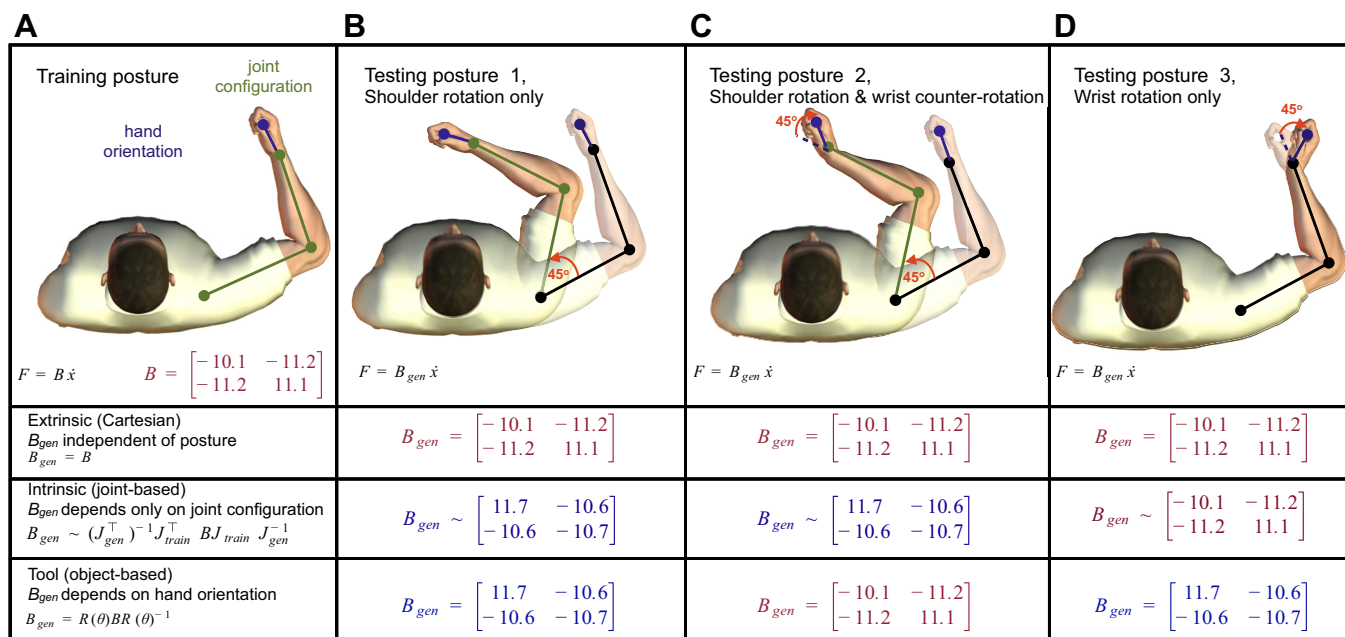 A
B
C
D
Training posture
joint
configuration
hand
orientation
F = B ẋ
B = [ −10.1 −11.2
−11.2 11.1 ]
Testing posture 1,
Shoulder rotation only
45°
F = B_gen ẋ
Testing posture 2,
Shoulder rotation & wrist counter-rotation
45°
45°
F = B_gen ẋ
Testing posture 3,
Wrist rotation only
45°
F = B_gen ẋ
Extrinsic (Cartesian)
B_gen independent of posture
B_gen = B
B_gen = [ −10.1 −11.2
−11.2 11.1 ]
B_gen = [ −10.1 −11.2
−11.2 11.1 ]
B_gen = [ −10.1 −11.2
−11.2 11.1 ]
Intrinsic (joint-based)
B_gen depends only on joint configuration
B_gen ~ (J_gen^⊤)^−1 J_train^⊤ B J_train J_gen^−1
B_gen ~ [ 11.7 −10.6
−10.6 −10.7 ]
B_gen ~ [ 11.7 −10.6
−10.6 −10.7 ]
B_gen ~ [ −10.1 −11.2
−11.2 11.1 ]
Tool (object-based)
B_gen depends on hand orientation
B_gen = R(θ)BR(θ)^−1
B_gen = [ 11.7 −10.6
−10.6 −10.7 ]
B_gen = [ −10.1 −11.2
−11.2 11.1 ]
B_gen = [ 11.7 −10.6
−10.6 −10.7 ]